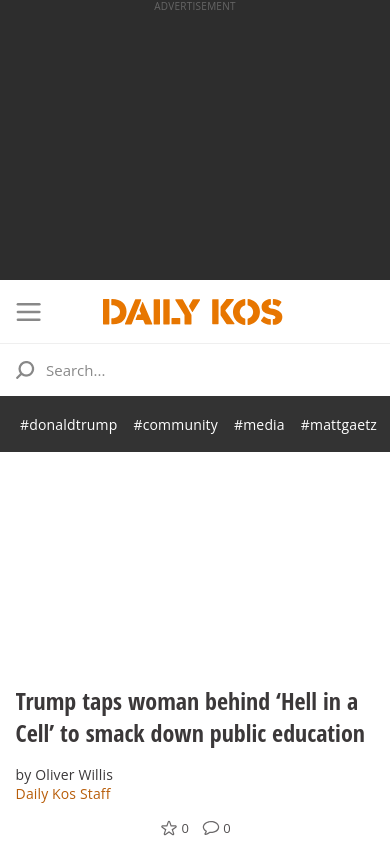 ADVERTISEMENT
DAILY KOS
Search...
#donaldtrump #community #media #mattgaetz
Trump taps woman behind ‘Hell in a
Cell’ to smack down public education
by Oliver Willis
Daily Kos Staff
0 0